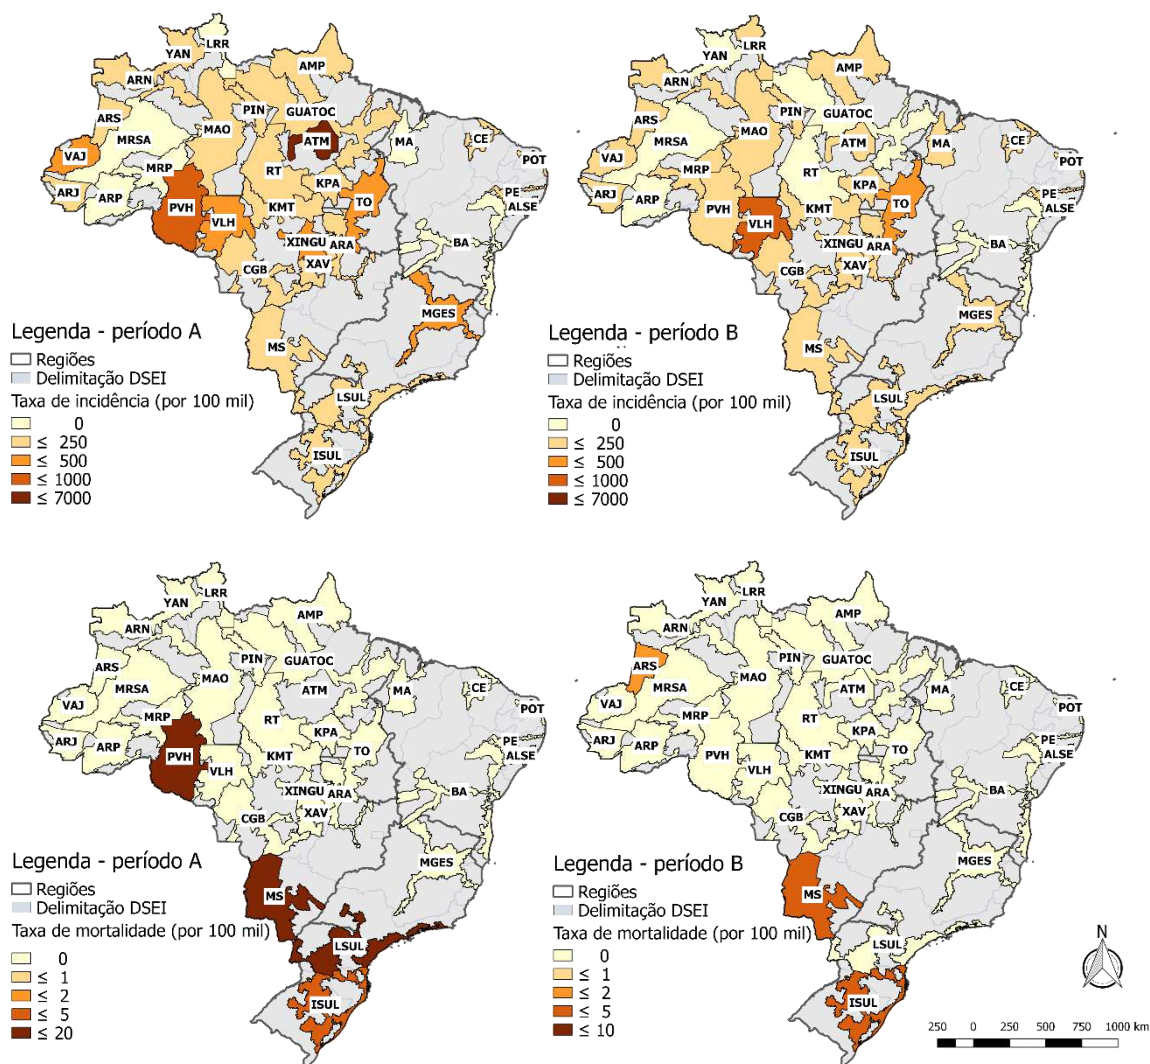 LRR
YAN
AMP
ARN
PIN
GUATOC
ARS
MAO
ATM
MA
CE
MRSA
VAJ
POT
MRP
RT
ARJ
ARP
KPA
PE
PVH
TO
ALSE
VLH
KMT
XINGU
ARA
BA
CGB
XAV
MGES
MS
LSUL
ISUL
Legenda - período A
Regiões
Delimitação DSEI
Taxa de incidência (por 100 mil)
0
≤ 250
≤ 500
≤ 1000
≤ 7000
LRR
YAN
AMP
ARN
PIN
GUATOC
ARS
MAO
ATM
MA
CE
MRSA
VAJ
POT
MRP
RT
ARJ
ARP
KPA
PE
PVH
TO
ALSE
VLH
KMT
XINGU
ARA
BA
CGB
XAV
MGES
MS
LSUL
ISUL
Legenda - período B
Regiões
Delimitação DSEI
Taxa de incidência (por 100 mil)
0
≤ 250
≤ 500
≤ 1000
≤ 7000
LRR
YAN
AMP
ARN
PIN
GUATOC
ARS
MAO
ATM
MA
CE
MRSA
VAJ
POT
MRP
RT
ARJ
ARP
KPA
PE
PVH
TO
ALSE
VLH
KMT
XINGU
ARA
BA
CGB
XAV
MGES
MS
LSUL
ISUL
Legenda - período A
Regiões
Delimitação DSEI
Taxa de mortalidade (por 100 mil)
0
≤ 1
≤ 2
≤ 5
≤ 20
LRR
YAN
AMP
ARN
PIN
GUATOC
ARS
MAO
ATM
MA
CE
MRSA
VAJ
POT
MRP
RT
ARJ
ARP
KPA
PE
PVH
TO
ALSE
VLH
KMT
XINGU
ARA
BA
CGB
XAV
MGES
MS
LSUL
ISUL
Legenda - período B
Regiões
Delimitação DSEI
Taxa de mortalidade (por 100 mil)
0
≤ 1
≤ 2
≤ 5
≤ 10
N
250 0 250 500 750 1000 km